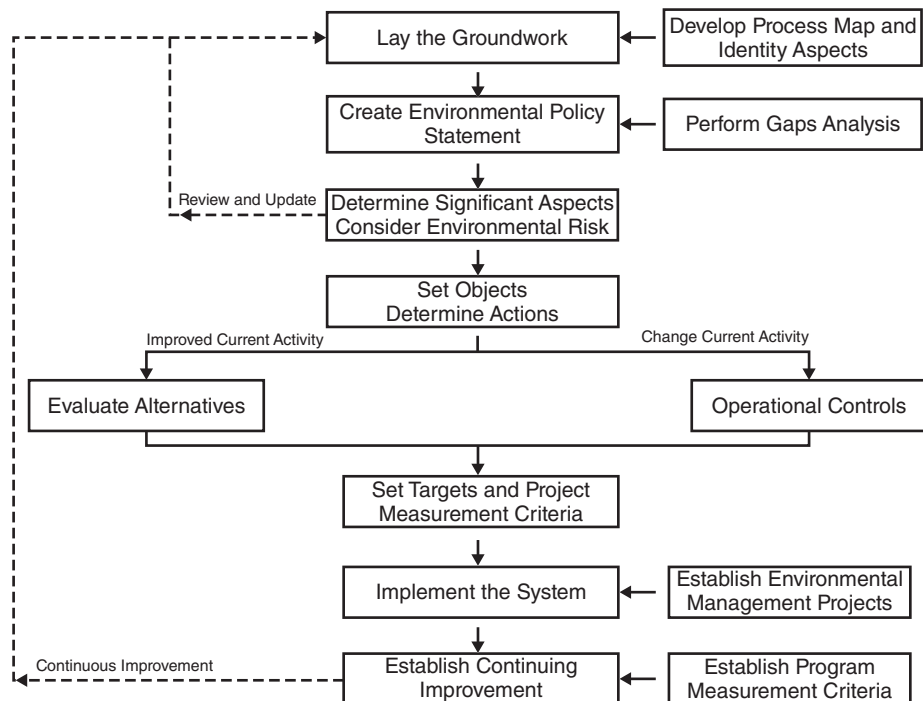 Lay the Groundwork
Develop Process Map and
Identity Aspects
Create Environmental Policy
Statement
Perform Gaps Analysis
Review and Update
Determine Significant Aspects
Consider Environmental Risk
Set Objects
Determine Actions
Improved Current Activity
Change Current Activity
Evaluate Alternatives
Operational Controls
Set Targets and Project
Measurement Criteria
Implement the System
Establish Environmental
Management Projects
Continuous Improvement
Establish Continuing
Improvement
Establish Program
Measurement Criteria